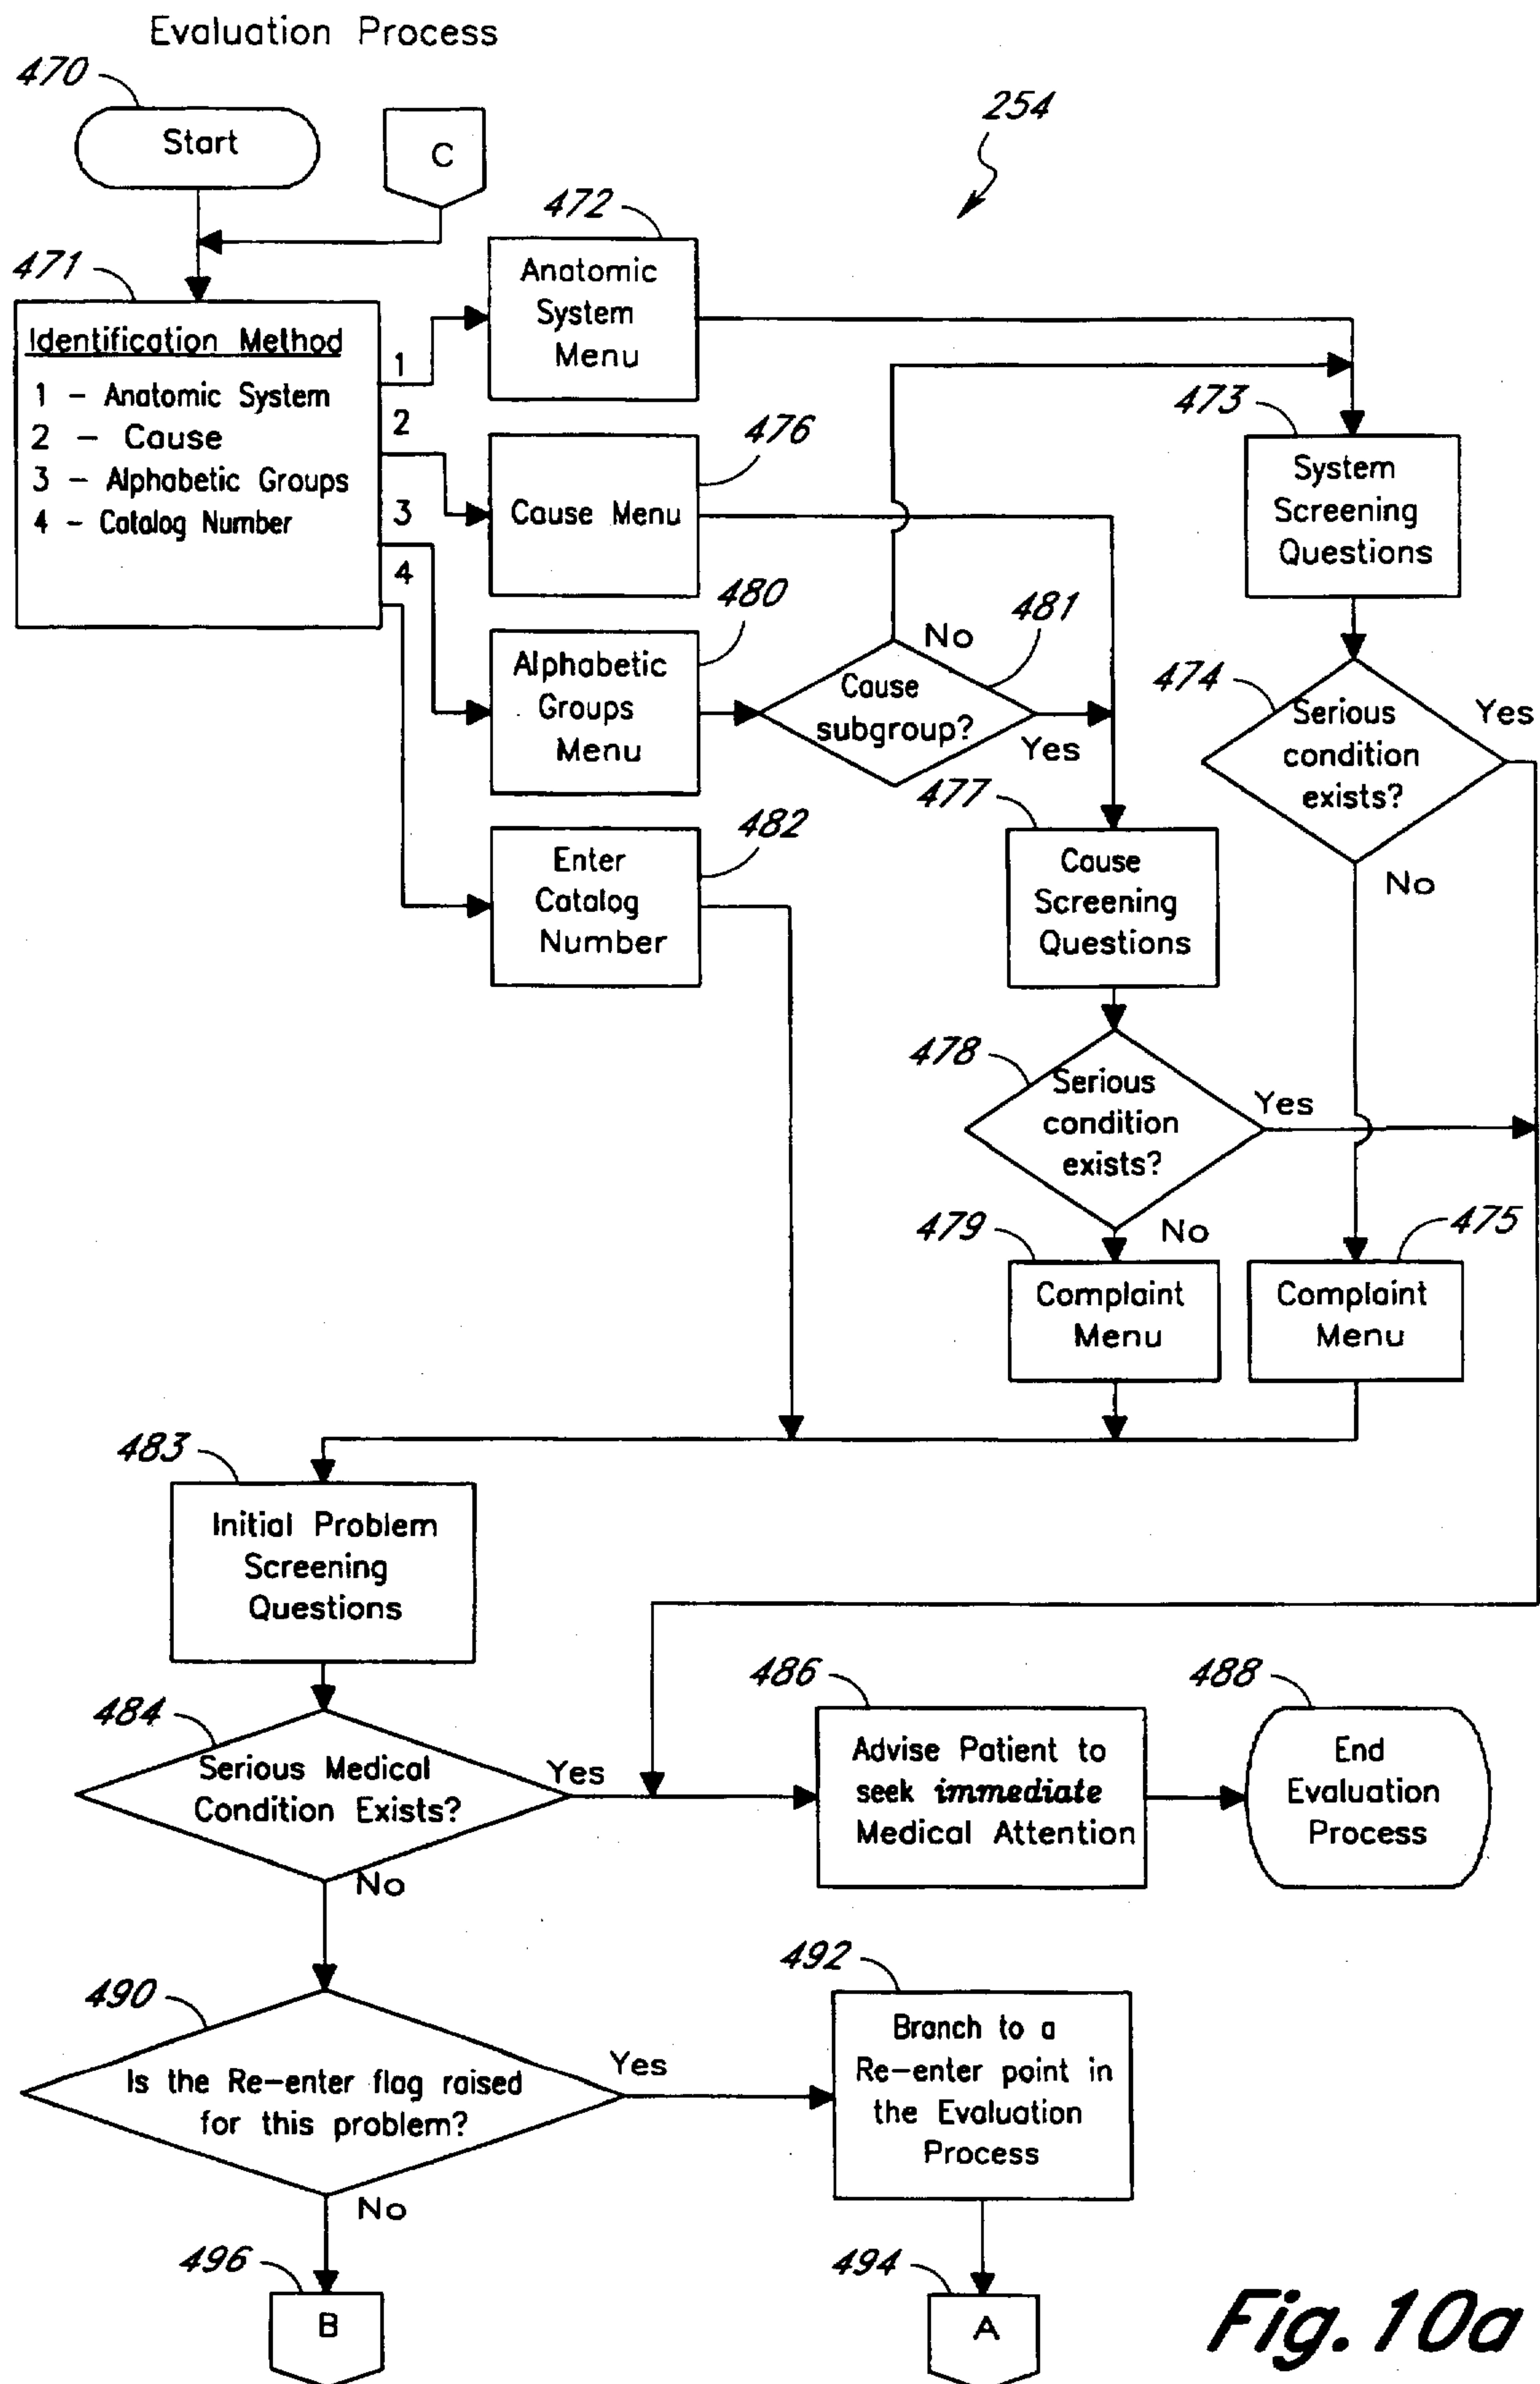 Evaluation Process
470
Start
C
254
471
Identification Method
1 - Anatomic System
2 - Cause
3 - Alphabetic Groups
4 - Catalog Number
1
2
3
4
472
Anatomic
System
Menu
476
Cause Menu
480
Alphabetic
Groups
Menu
481
Cause
subgroup?
No
Yes
482
Enter
Catalog
Number
473
System
Screening
Questions
474
Serious
condition
exists?
Yes
No
477
Cause
Screening
Questions
478
Serious
condition
exists?
Yes
No
479
Complaint
Menu
475
Complaint
Menu
483
Initial Problem
Screening
Questions
484
Serious Medical
Condition Exists?
Yes
No
486
Advise Patient to
seek immediate
Medical Attention
488
End
Evaluation
Process
490
Is the Re-enter flag raised
for this problem?
Yes
No
492
Branch to a
Re-enter point in
the Evaluation
Process
496
B
494
A
Fig. 10a